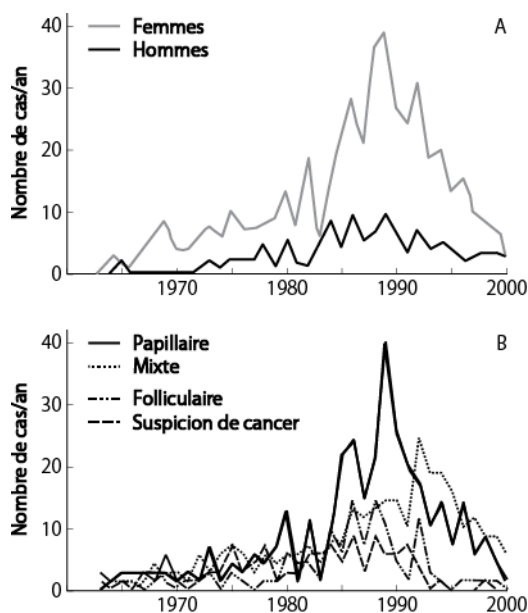 A
Femmes
Hommes
Nombre de cas/an
40
30
20
10
0
1970
1980
1990
2000
B
Papillaire
Mixte
Folliculaire
Suspicion de cancer
Nombre de cas/an
40
30
20
10
0
1970
1980
1990
2000